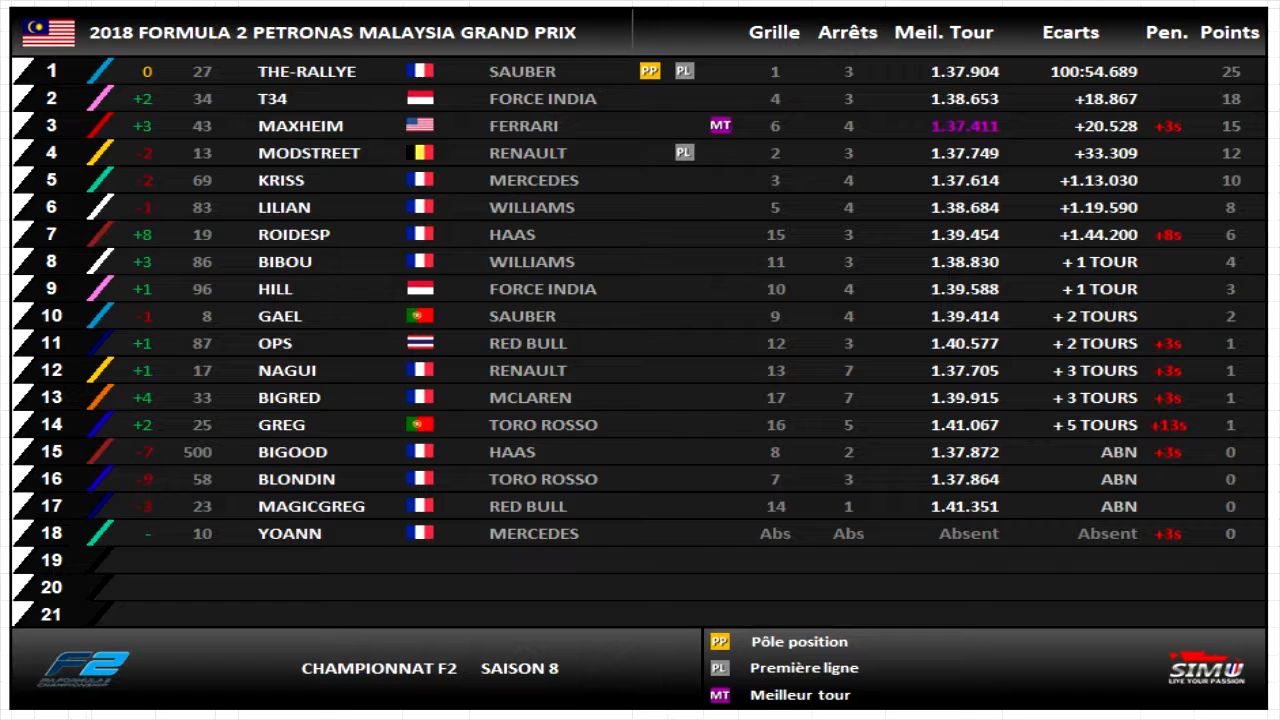 2018 FORMULA 2 PETRONAS MALAYSIA GRAND PRIX Grille Arrêts Meil. Tour Ecarts Pen. Points
1 0 27 THE-RALLYE SAUBER PP PL 1 3 1.37.904 100:54.689 25
2 +2 34 T34 FORCE INDIA 4 3 1.38.653 +18.867 18
3 +3 43 MAXHEIM FERRARI MT 6 4 1.37.411 +20.528 +3s 15
4 -2 13 MODSTREET RENAULT PL 2 3 1.37.749 +33.309 12
5 -2 69 KRISS MERCEDES 3 4 1.37.614 +1.13.030 10
6 -1 83 LILIAN WILLIAMS 5 4 1.38.684 +1.19.590 8
7 +8 19 ROIDESP HAAS 15 3 1.39.454 +1.44.200 +8s 6
8 +3 86 BIBOU WILLIAMS 11 3 1.38.830 + 1 TOUR 4
9 +1 96 HILL FORCE INDIA 10 4 1.39.588 + 1 TOUR 3
10 -1 8 GAEL SAUBER 9 4 1.39.414 + 2 TOURS 2
11 +1 87 OPS RED BULL 12 3 1.40.577 + 2 TOURS +3s 1
12 +1 17 NAGUI RENAULT 13 7 1.37.705 + 3 TOURS +3s 1
13 +4 33 BIGRED MCLAREN 17 7 1.39.915 + 3 TOURS +3s 1
14 +2 25 GREG TORO ROSSO 16 5 1.41.067 + 5 TOURS +13s 1
15 -7 500 BIGOOD HAAS 8 2 1.37.872 ABN +3s 0
16 -9 58 BLONDIN TORO ROSSO 7 3 1.37.864 ABN 0
17 -3 23 MAGICGREG RED BULL 14 1 1.41.351 ABN 0
18 - 10 YOANN MERCEDES Abs Abs Absent Absent +3s 0
19
20
21
F2
CHAMPIONNAT F2 SAISON 8
PP Pôle position
PL Première ligne
MT Meilleur tour
SIMU
LIVE YOUR PASSION